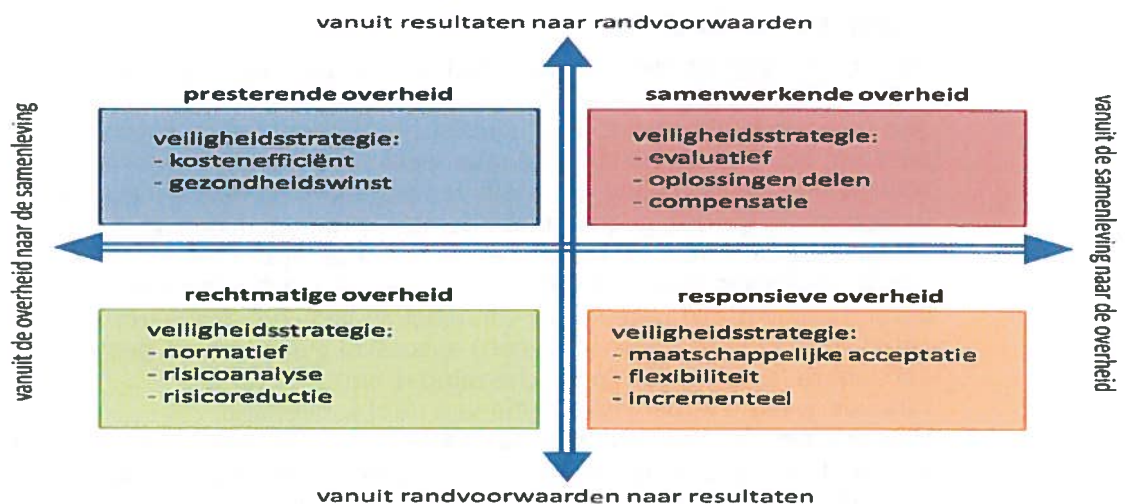 vanuit resultaten naar randvoorwaarden
vanuit de overheid naar de samenleving
presterende overheid
veiligheidsstrategie:
- kostenefficiënt
- gezondheidswinst
samenwerkende overheid
veiligheidsstrategie:
- evaluatief
- oplossingen delen
- compensatie
vanuit de samenleving naar de overheid
rechtmatige overheid
veiligheidsstrategie:
- normatief
- risicoanalyse
- risicoreductie
responsieve overheid
veiligheidsstrategie:
- maatschappelijke acceptatie
- flexibiliteit
- incrementeel
vanuit randvoorwaarden naar resultaten